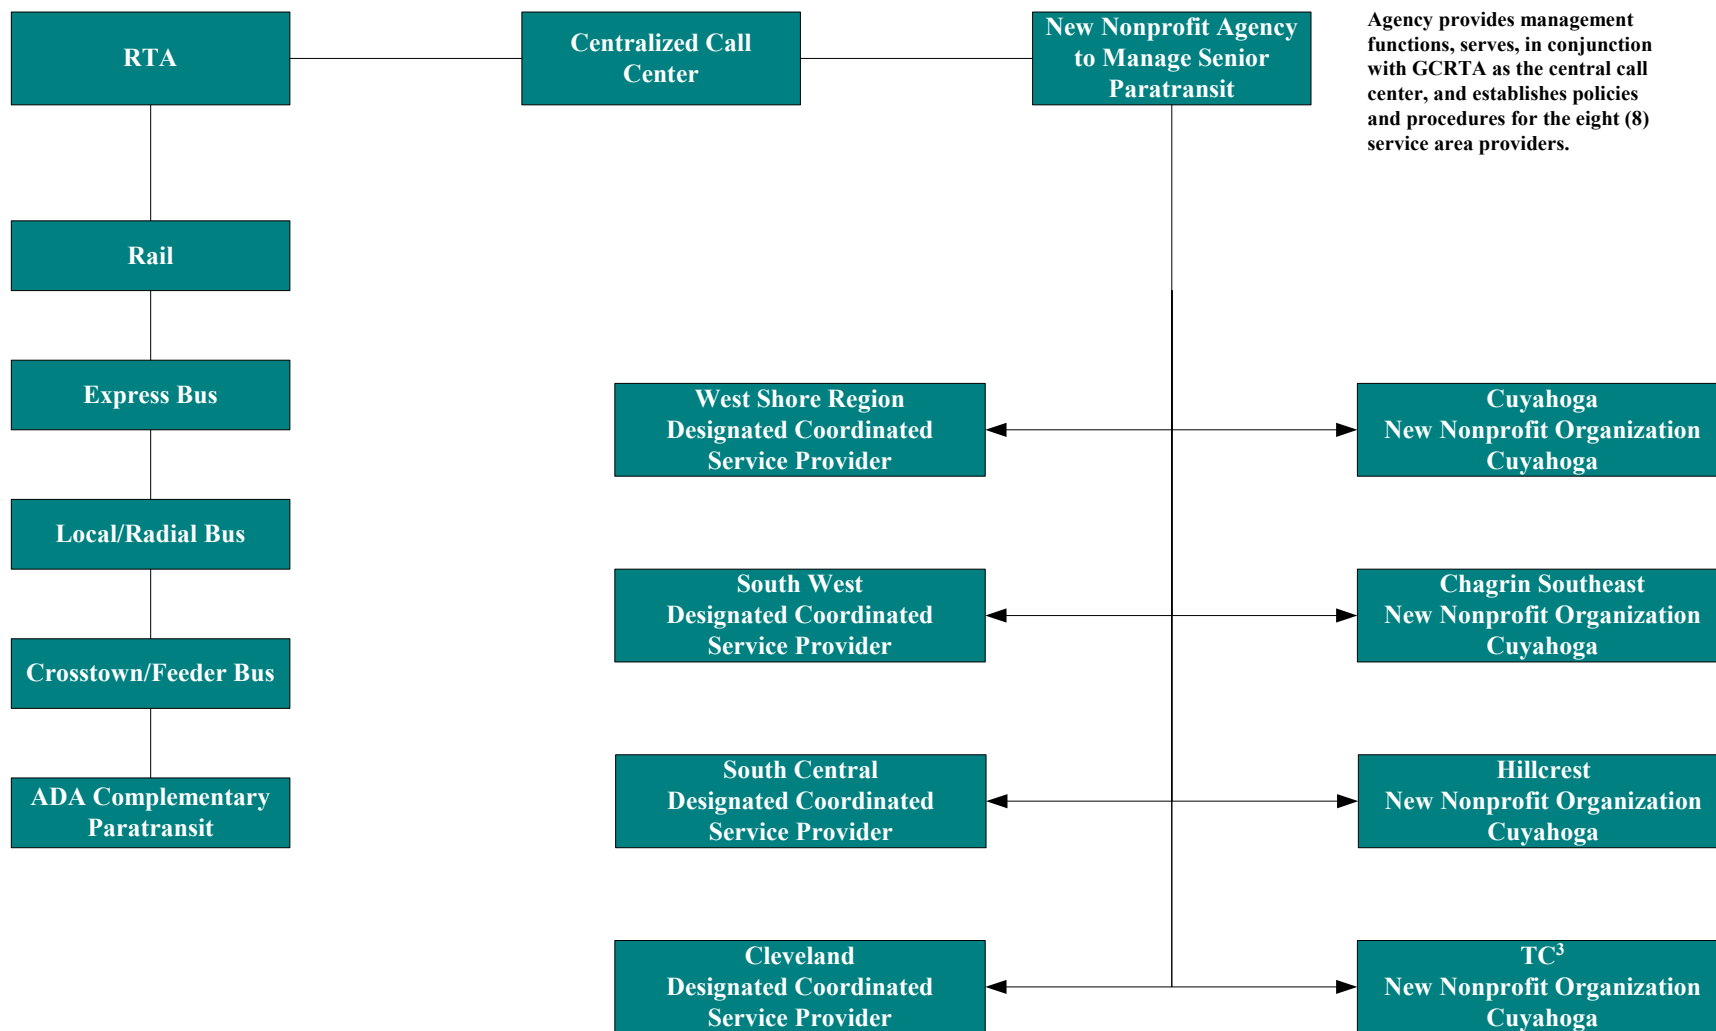 RTA
Centralized Call
Center
New Nonprofit Agency
to Manage Senior
Paratransit
Agency provides management
functions, serves, in conjunction
with GCRTA as the central call
center, and establishes policies
and procedures for the eight (8)
service area providers.
Rail
Express Bus
Local/Radial Bus
Crosstown/Feeder Bus
ADA Complementary
Paratransit
West Shore Region
Designated Coordinated
Service Provider
Cuyahoga
New Nonprofit Organization
Cuyahoga
South West
Designated Coordinated
Service Provider
Chagrin Southeast
New Nonprofit Organization
Cuyahoga
South Central
Designated Coordinated
Service Provider
Hillcrest
New Nonprofit Organization
Cuyahoga
Cleveland
Designated Coordinated
Service Provider
TC³
New Nonprofit Organization
Cuyahoga